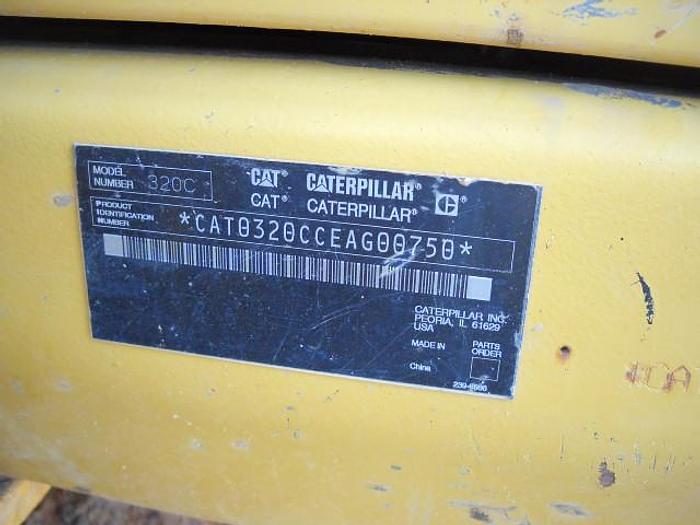 MODEL NUMBER 320C
CAT® CATERPILLAR®
CAT® CATERPILLAR®
PRODUCT IDENTIFICATION NUMBER
*CAT0320CCEAG00750*
CATERPILLAR INC.
PEORIA, IL 61629
USA
MADE IN
China
PARTS ORDER